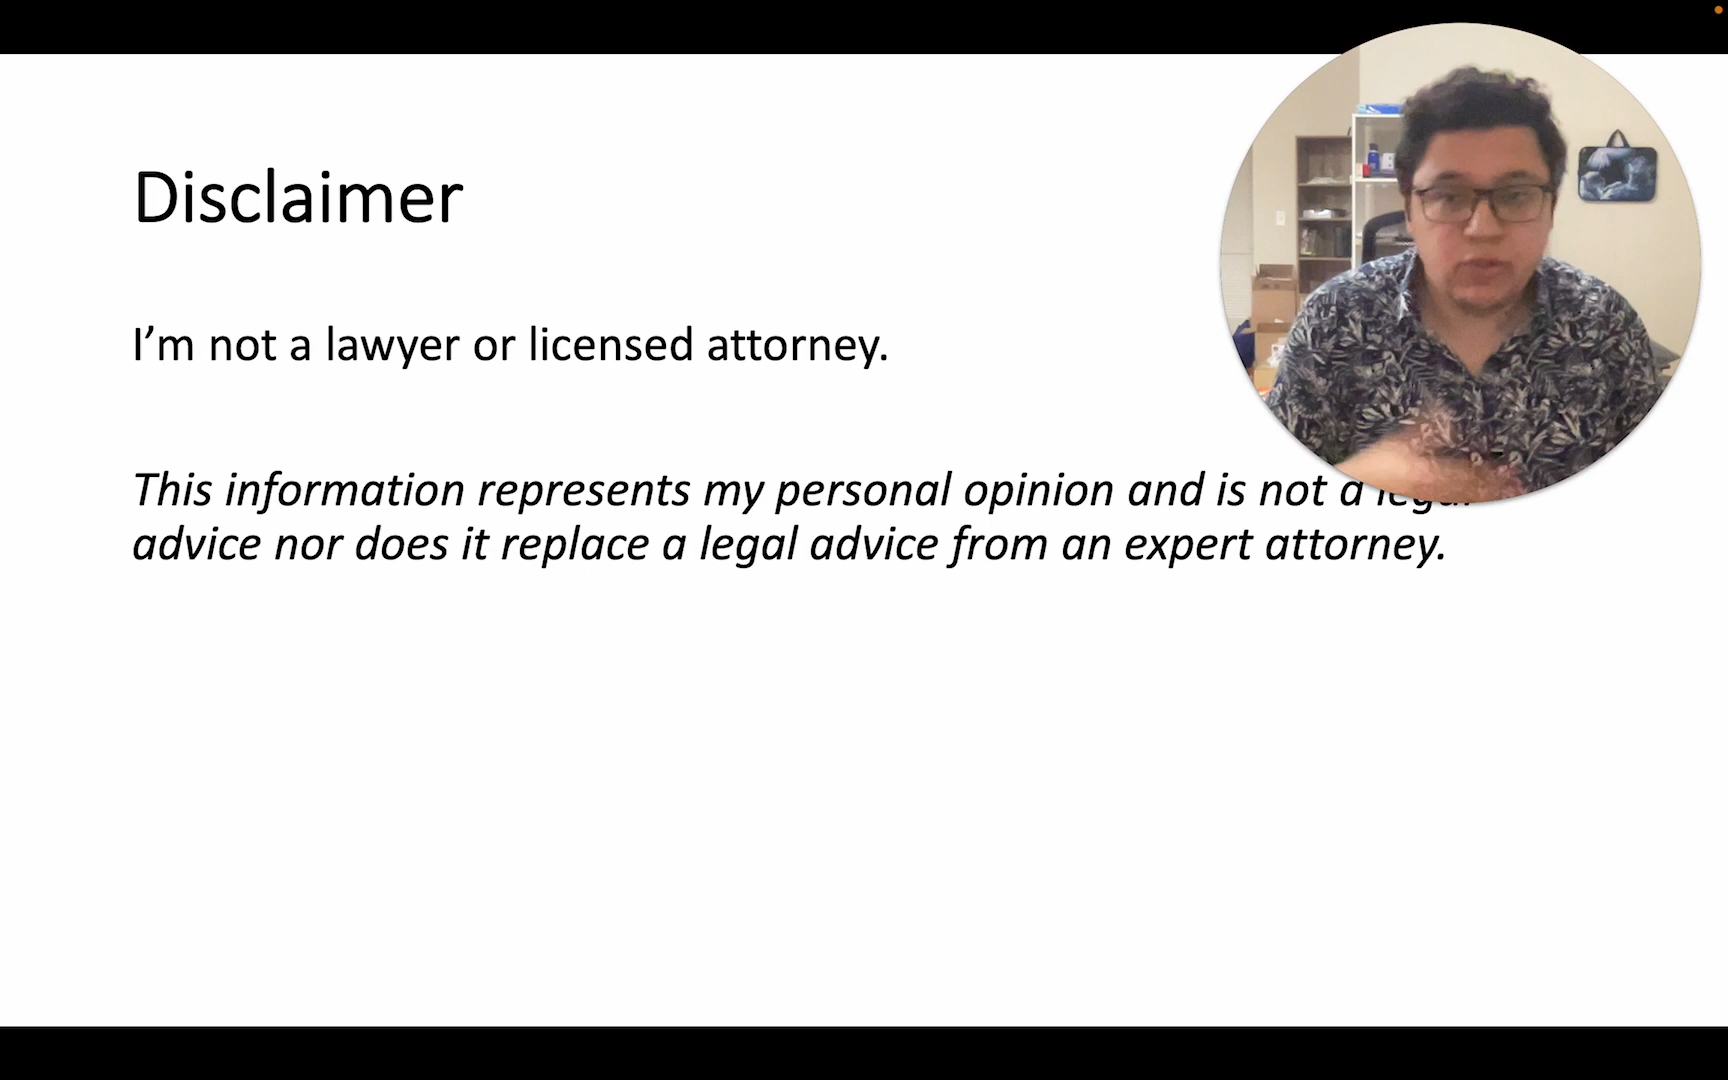 Disclaimer
I’m not a lawyer or licensed attorney.
This information represents my personal opinion and is not a legal
advice nor does it replace a legal advice from an expert attorney.